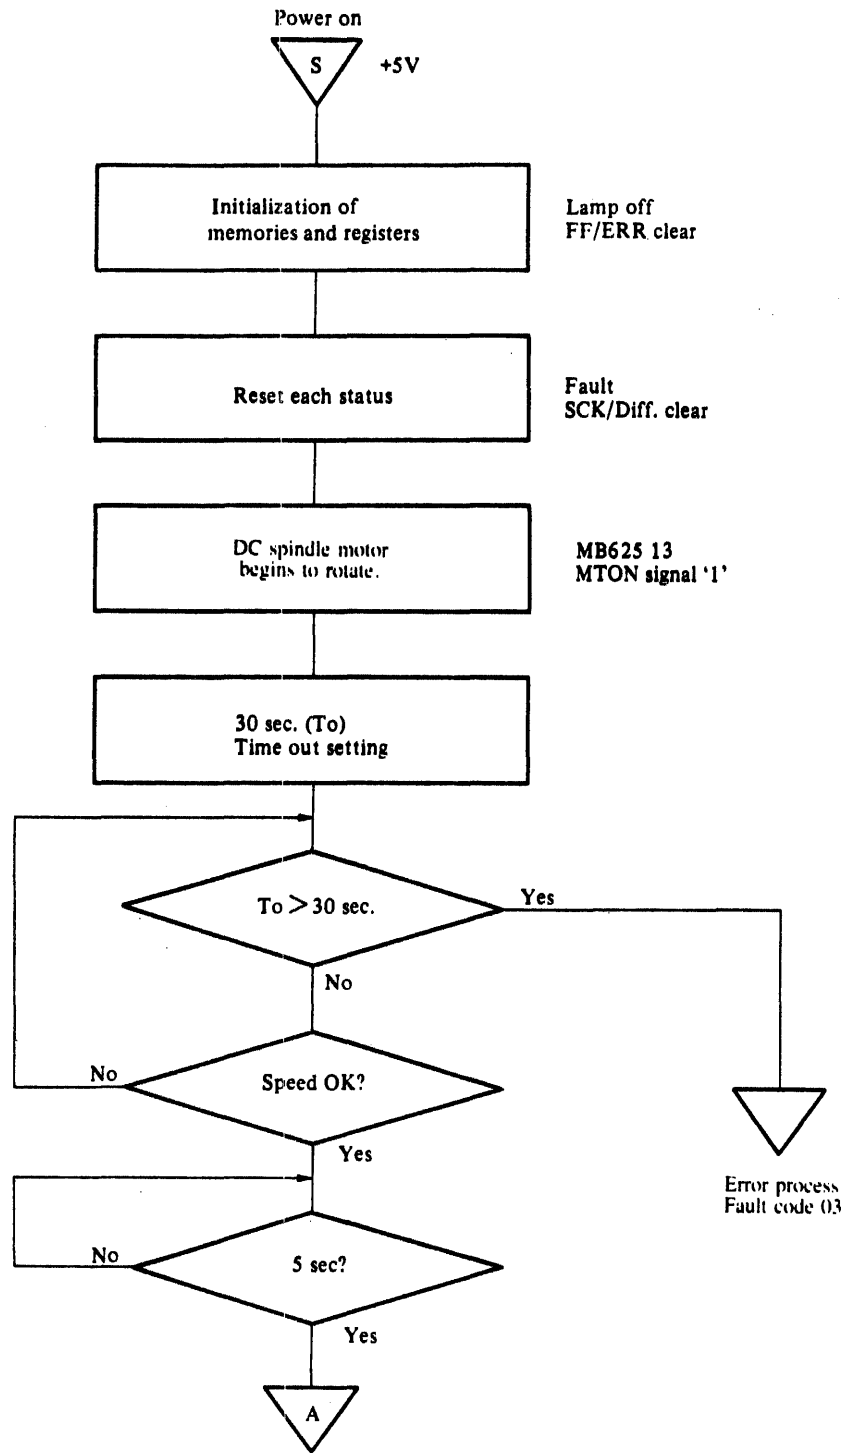 Power on
S
+5V
Initialization of
memories and registers
Lamp off
FF/ERR clear
Reset each status
Fault
SCK/Diff. clear
DC spindle motor
begins to rotate.
MB625 13
MTON signal ‘1’
30 sec. (To)
Time out setting
To > 30 sec.
Yes
No
Speed OK?
No
Yes
Error process
Fault code 03
5 sec?
No
Yes
A